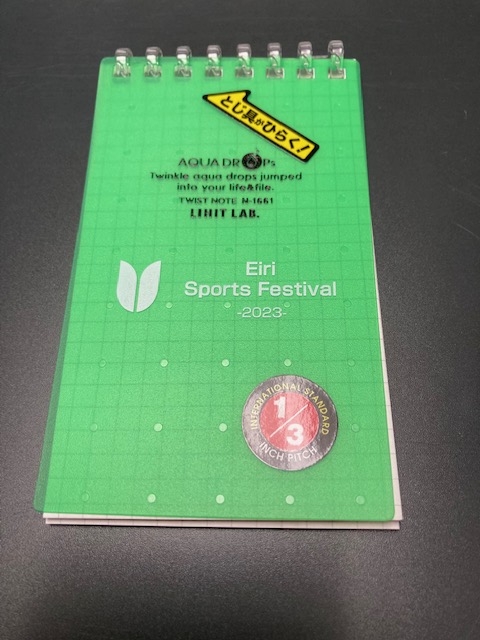 とじ具がひらく!
AQUA DROPs
Twinkle aqua drops jumped
into your life&file.
TWIST NOTE N-1661
LIHIT LAB.
Eiri
Sports Festival
-2023-
INTERNATIONAL STANDARD
1/3
INCH PITCH